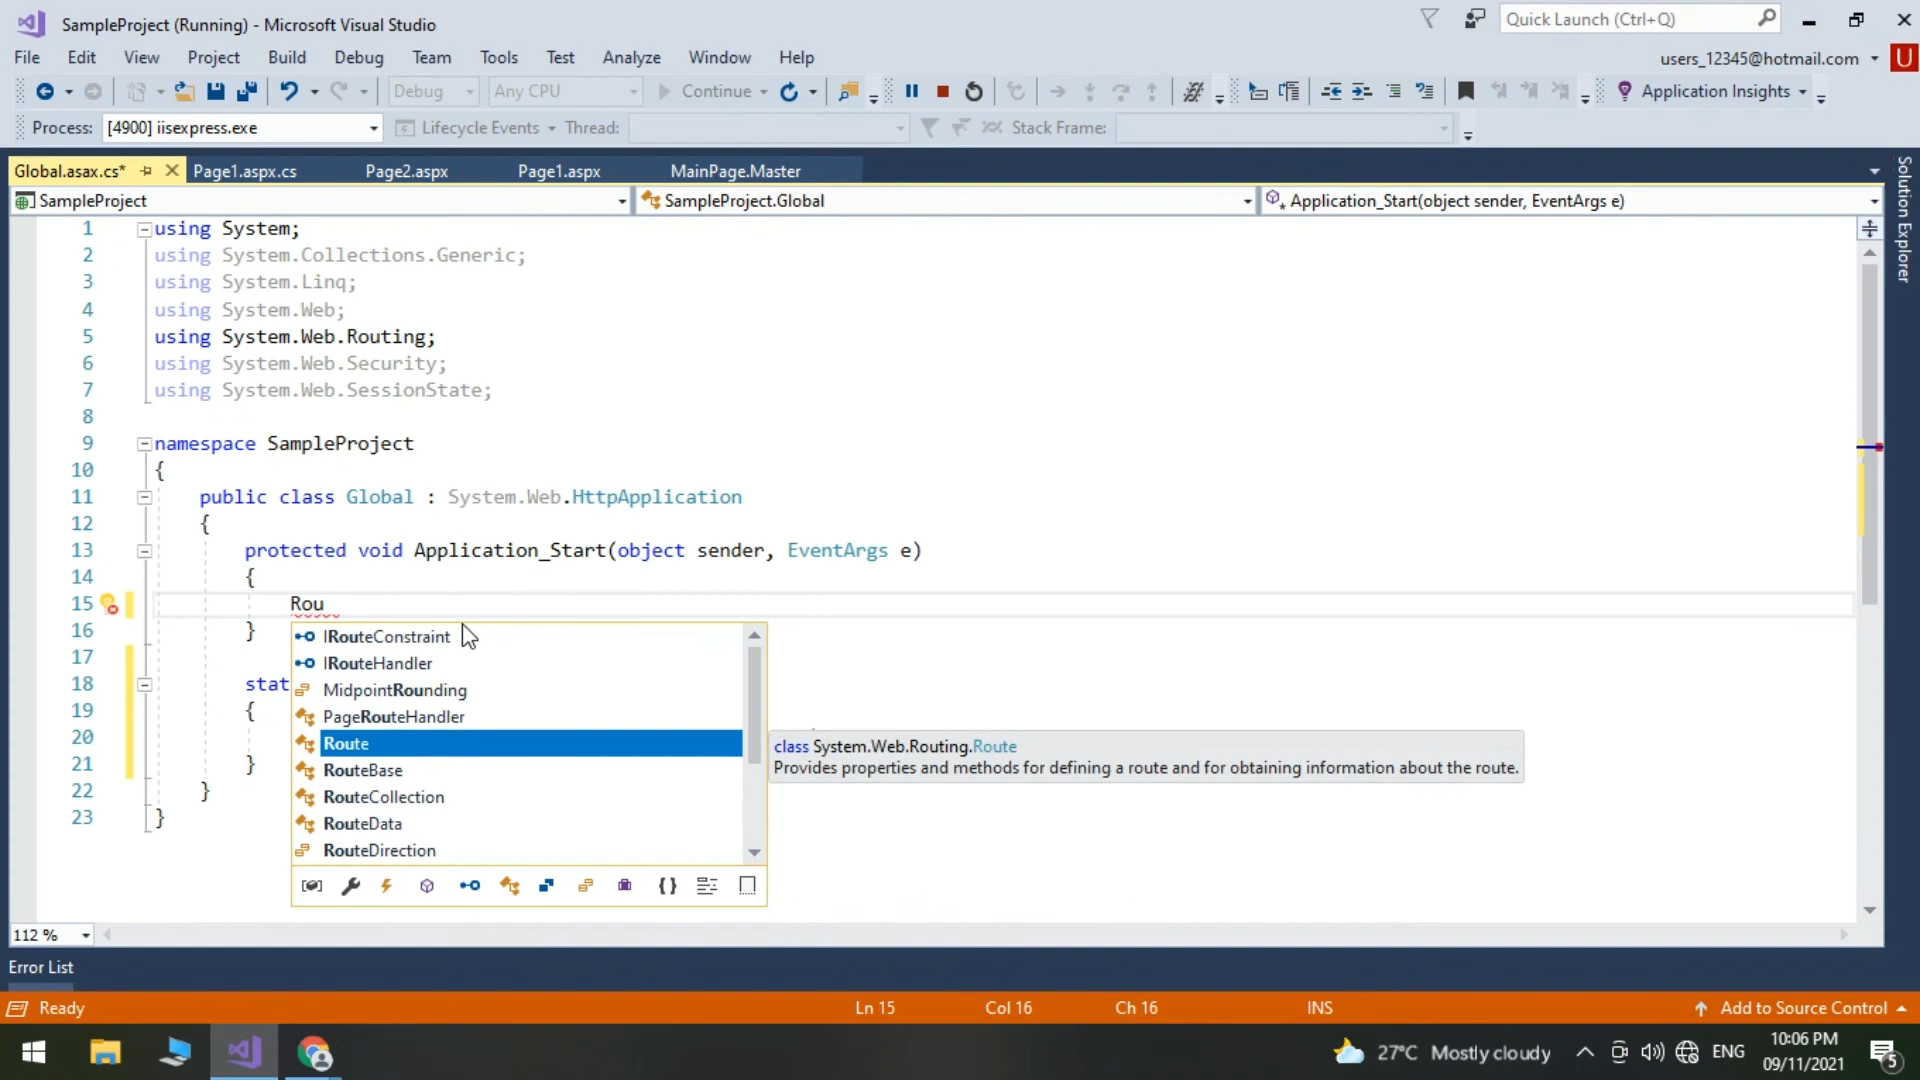 SampleProject (Running) - Microsoft Visual Studio
Quick Launch (Ctrl+Q)
File Edit View Project Build Debug Team Tools Test Analyze Window Help
users_12345@hotmail.com U
Debug Any CPU Continue Application Insights
Process: [4900] iisexpress.exe Lifecycle Events Thread: Stack Frame:
Global.asax.cs* Page1.aspx.cs Page2.aspx Page1.aspx MainPage.Master
Solution Explorer
SampleProject SampleProject.Global Application_Start(object sender, EventArgs e)
1 using System;
2 using System.Collections.Generic;
3 using System.Linq;
4 using System.Web;
5 using System.Web.Routing;
6 using System.Web.Security;
7 using System.Web.SessionState;
8
9 namespace SampleProject
10 {
11 public class Global : System.Web.HttpApplication
12 {
13 protected void Application_Start(object sender, EventArgs e)
14 {
15 Rou
16 }
17
18 stat
19 {
20
21 }
22 }
23 }
IRouteConstraint
IRouteHandler
MidpointRounding
PageRouteHandler
Route
RouteBase
RouteCollection
RouteData
RouteDirection
class System.Web.Routing.Route
Provides properties and methods for defining a route and for obtaining information about the route.
112 %
Error List
Ready Ln 15 Col 16 Ch 16 INS Add to Source Control
27°C Mostly cloudy ENG 10:06 PM
09/11/2021
5